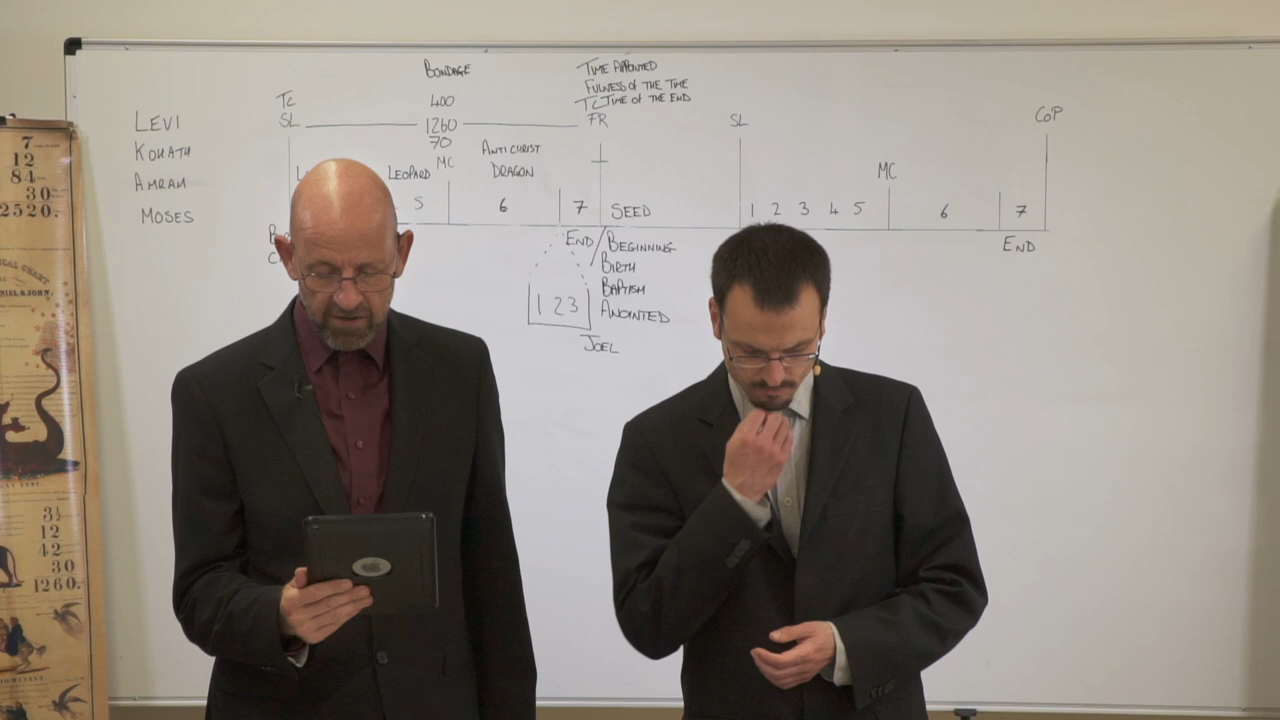 BONDAGE
TIME APPOINTED
FULNESS OF THE TIME
TC TIME OF THE END
TC
400
SL
1260
FR
SL
CoP
LEVI
KOHATH
AMRAM
MOSES
70
MC
ANTICHRIST
LEOPARD
DRAGON
MC
5
6
7
SEED
1 2 3 4 5
6
7
END
BEGINNING
END
BIRTH
BAPTISM
1 2 3
ANOINTED
JOEL
7
12
84
30
2520.
DANIEL & JOHN.
3½
12
42
30
1260.